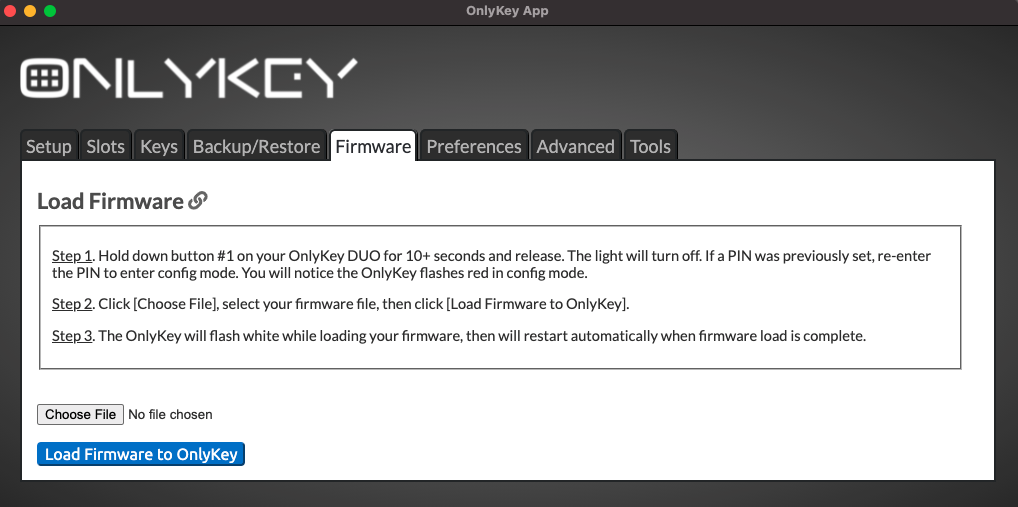 OnlyKey App
ONLYKEY
Setup Slots Keys Backup/Restore Firmware Preferences Advanced Tools
Load Firmware
Step 1. Hold down button #1 on your OnlyKey DUO for 10+ seconds and release. The light will turn off. If a PIN was previously set, re-enter
the PIN to enter config mode. You will notice the OnlyKey flashes red in config mode.
Step 2. Click [Choose File], select your firmware file, then click [Load Firmware to OnlyKey].
Step 3. The OnlyKey will flash white while loading your firmware, then will restart automatically when firmware load is complete.
Choose File No file chosen
Load Firmware to OnlyKey